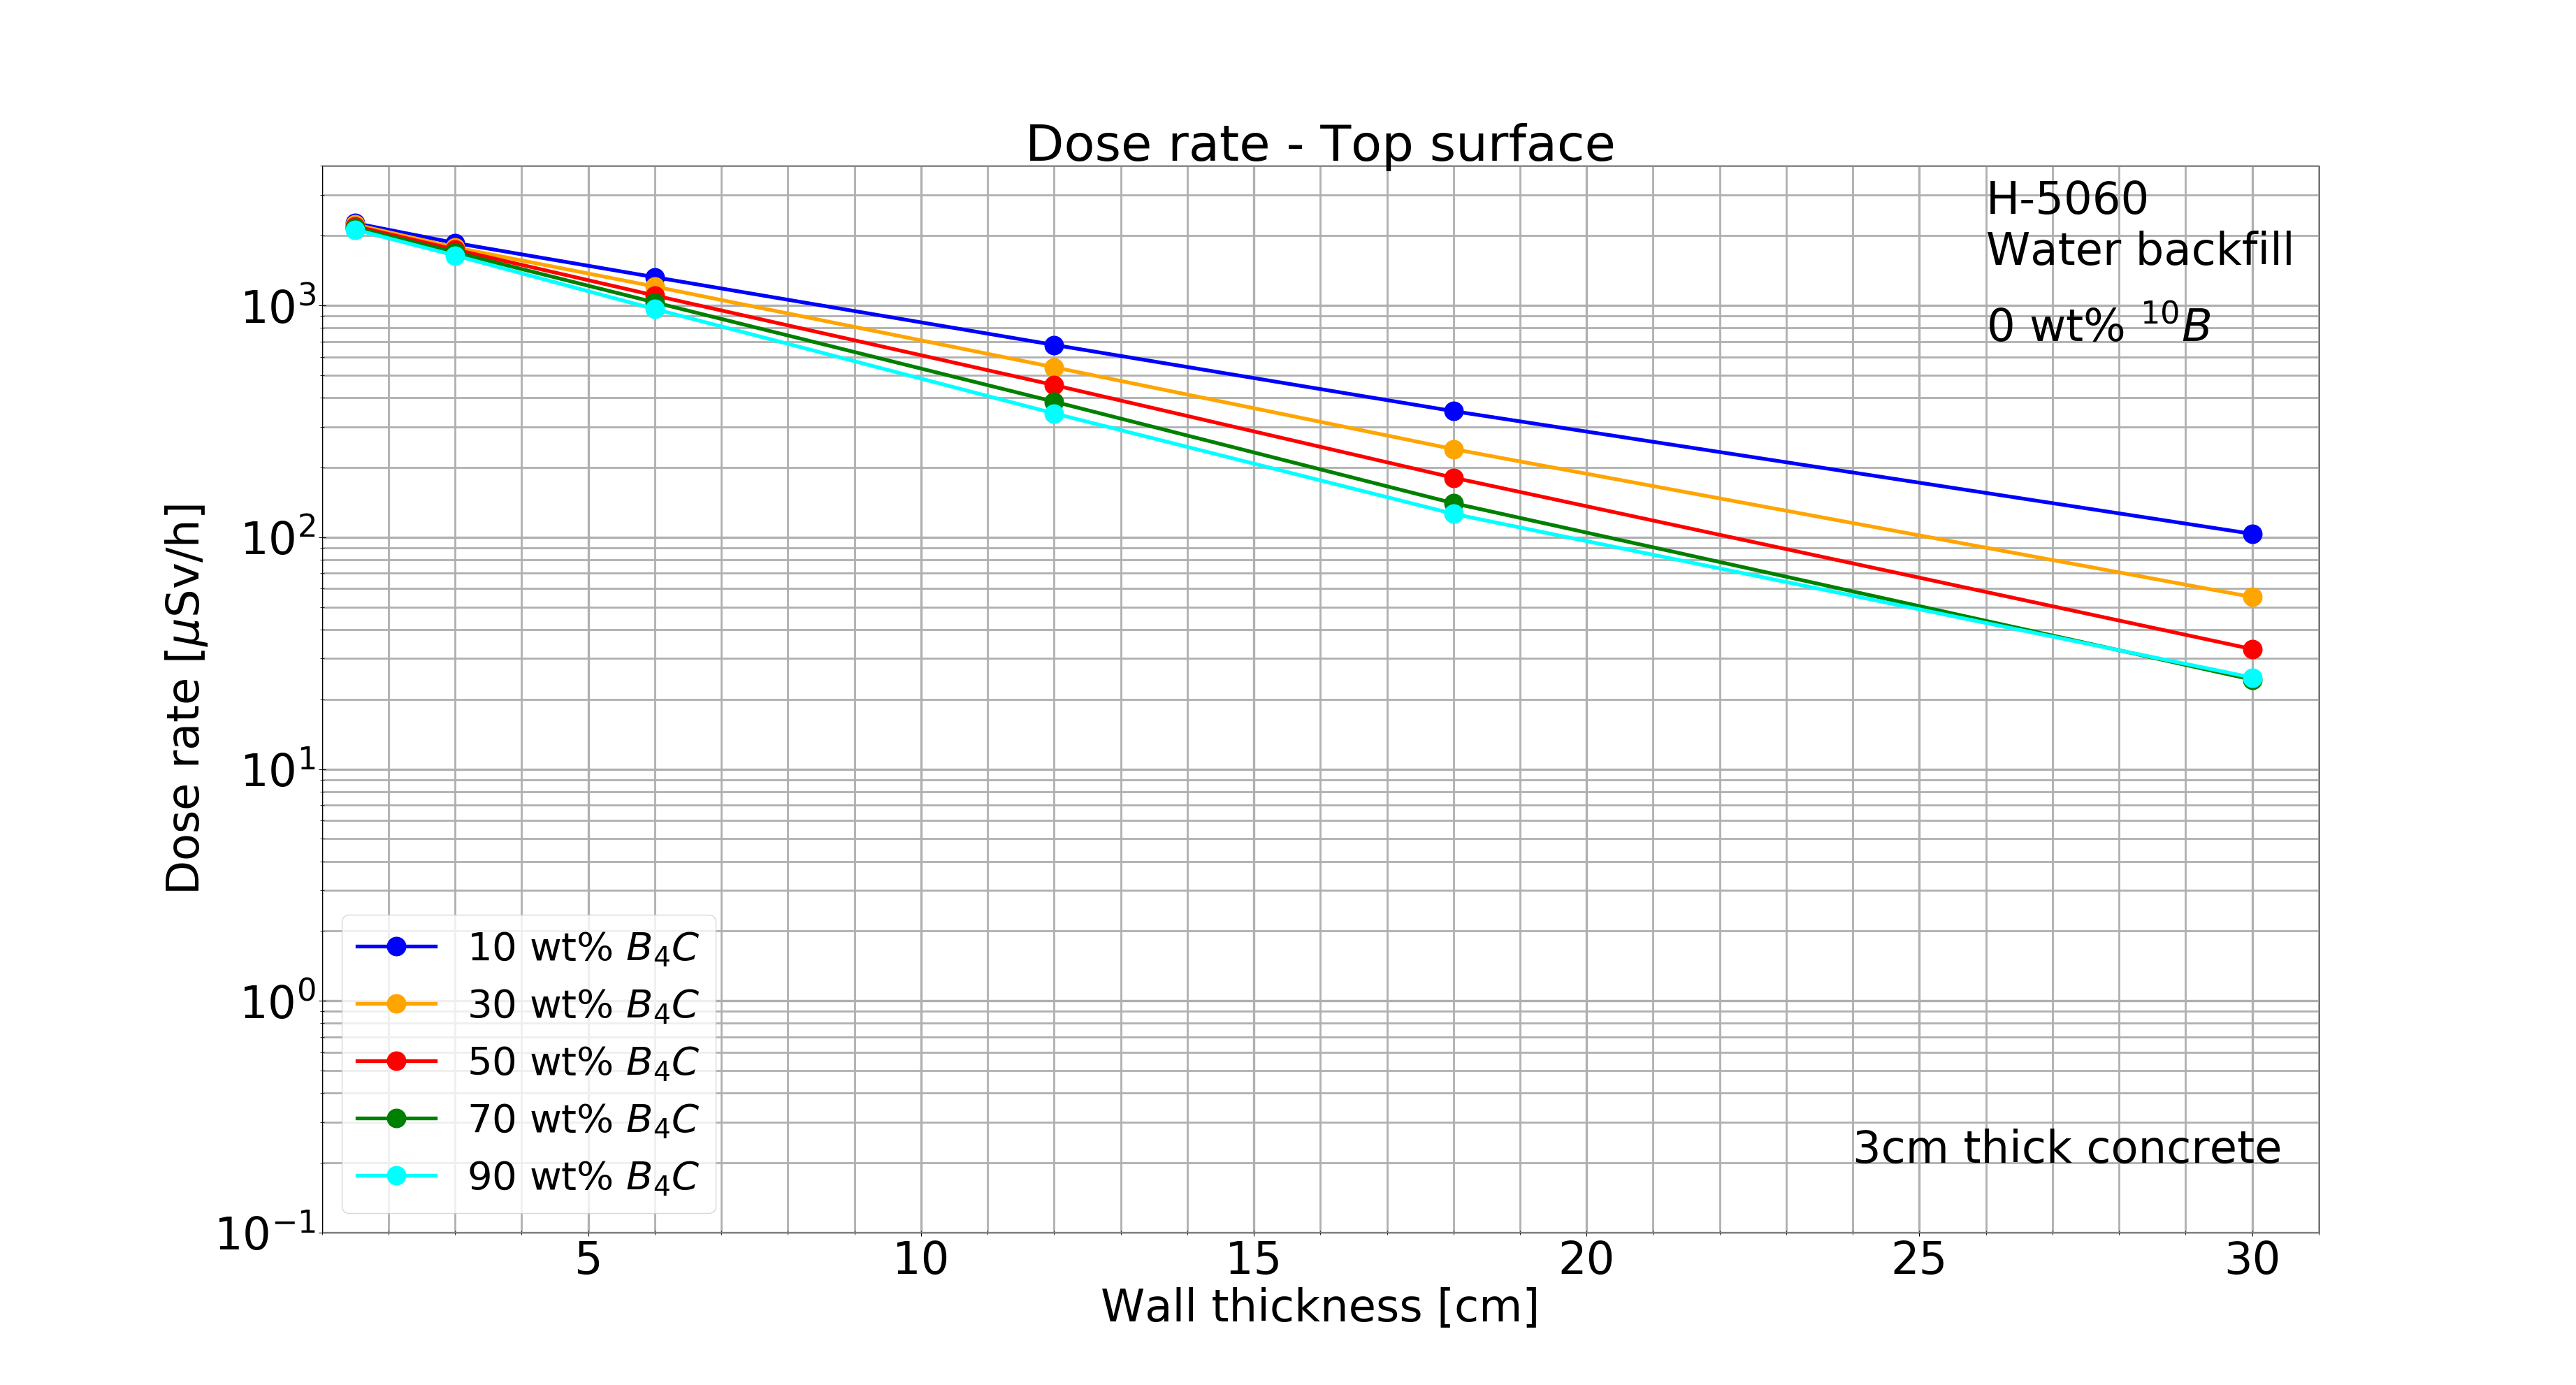 Dose rate - Top surface
H-5060
Water backfill
0 wt% ¹⁰B
Dose rate [μSv/h]
10³
10²
10¹
10⁰
10⁻¹
10 wt% B₄C
30 wt% B₄C
50 wt% B₄C
70 wt% B₄C
90 wt% B₄C
3cm thick concrete
5 10 15 20 25 30
Wall thickness [cm]